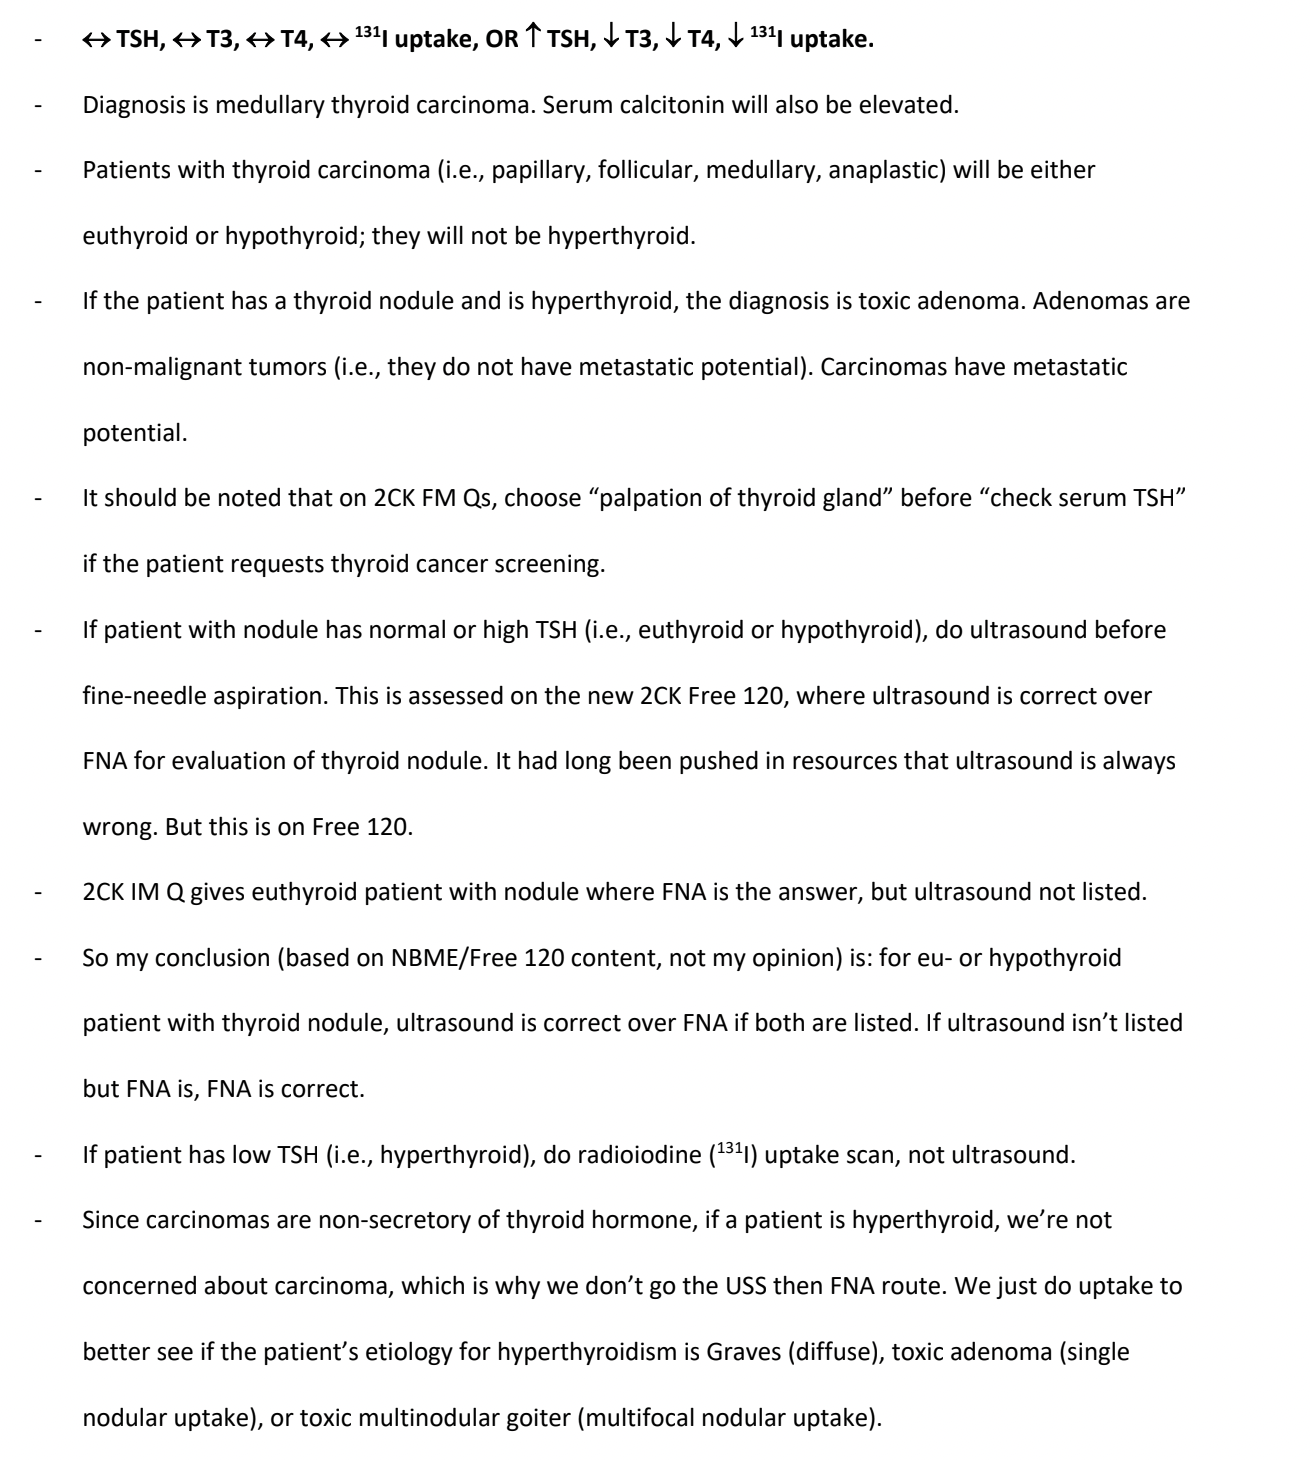 - ↔ TSH, ↔ T3, ↔ T4, ↔ ¹³¹I uptake, OR ↑ TSH, ↓ T3, ↓ T4, ↓ ¹³¹I uptake.
- Diagnosis is medullary thyroid carcinoma. Serum calcitonin will also be elevated.
- Patients with thyroid carcinoma (i.e., papillary, follicular, medullary, anaplastic) will be either
euthyroid or hypothyroid; they will not be hyperthyroid.
- If the patient has a thyroid nodule and is hyperthyroid, the diagnosis is toxic adenoma. Adenomas are
non-malignant tumors (i.e., they do not have metastatic potential). Carcinomas have metastatic
potential.
- It should be noted that on 2CK FM Qs, choose “palpation of thyroid gland” before “check serum TSH”
if the patient requests thyroid cancer screening.
- If patient with nodule has normal or high TSH (i.e., euthyroid or hypothyroid), do ultrasound before
fine-needle aspiration. This is assessed on the new 2CK Free 120, where ultrasound is correct over
FNA for evaluation of thyroid nodule. It had long been pushed in resources that ultrasound is always
wrong. But this is on Free 120.
- 2CK IM Q gives euthyroid patient with nodule where FNA is the answer, but ultrasound not listed.
- So my conclusion (based on NBME/Free 120 content, not my opinion) is: for eu- or hypothyroid
patient with thyroid nodule, ultrasound is correct over FNA if both are listed. If ultrasound isn’t listed
but FNA is, FNA is correct.
- If patient has low TSH (i.e., hyperthyroid), do radioiodine (¹³¹I) uptake scan, not ultrasound.
- Since carcinomas are non-secretory of thyroid hormone, if a patient is hyperthyroid, we’re not
concerned about carcinoma, which is why we don’t go the USS then FNA route. We just do uptake to
better see if the patient’s etiology for hyperthyroidism is Graves (diffuse), toxic adenoma (single
nodular uptake), or toxic multinodular goiter (multifocal nodular uptake).